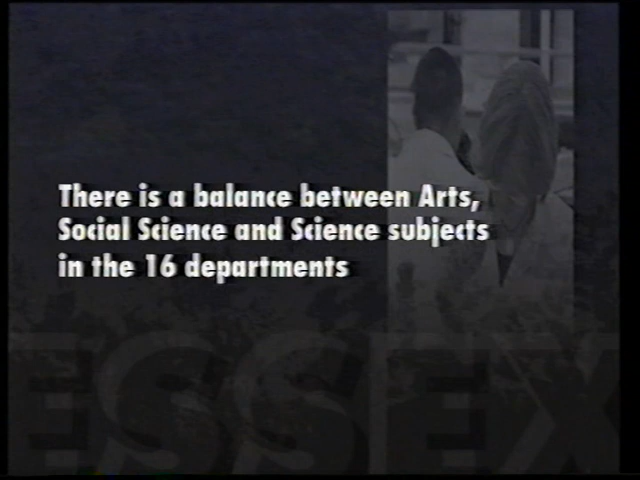 There is a balance between Arts,
Social Science and Science subjects
in the 16 departments
ESSEX